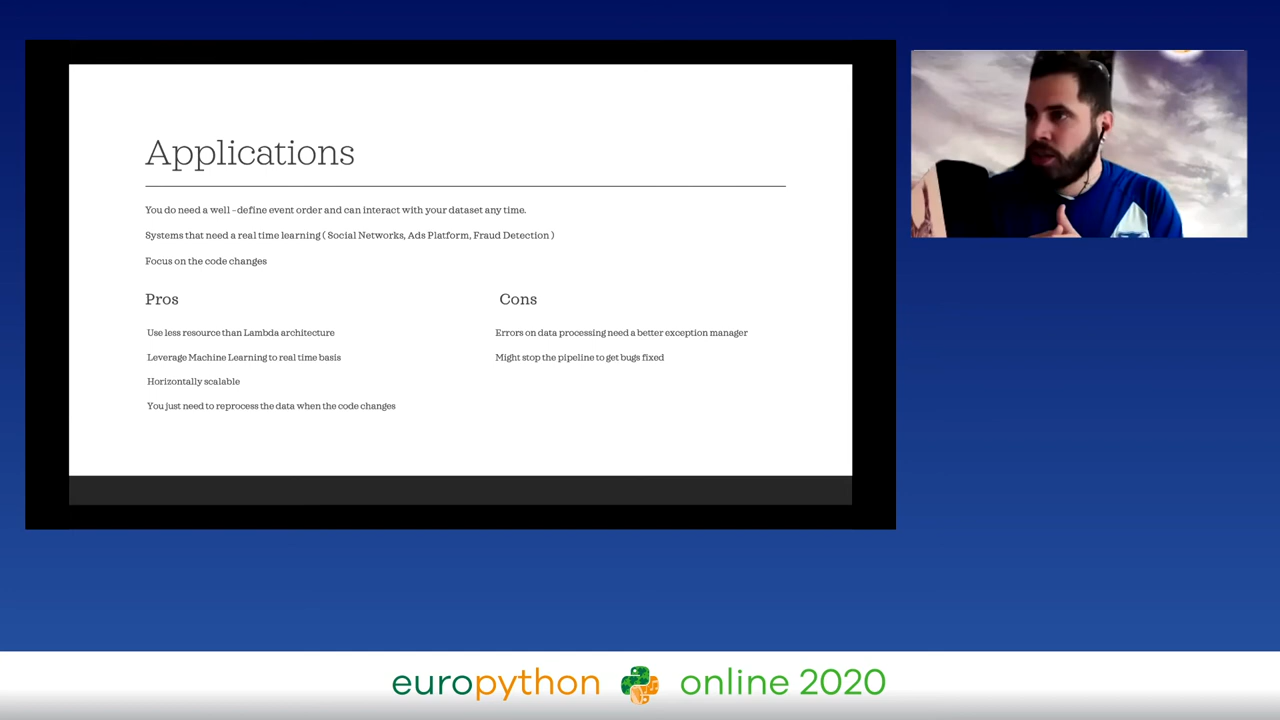 Applications
You do need a well -define event order and can interact with your dataset any time.
Systems that need a real time learning ( Social Networks, Ads Platform, Fraud Detection )
Focus on the code changes
Pros
Use less resource than Lambda architecture
Leverage Machine Learning to real time basis
Horizontally scalable
You just need to reprocess the data when the code changes
Cons
Errors on data processing need a better exception manager
Might stop the pipeline to get bugs fixed
europython online 2020